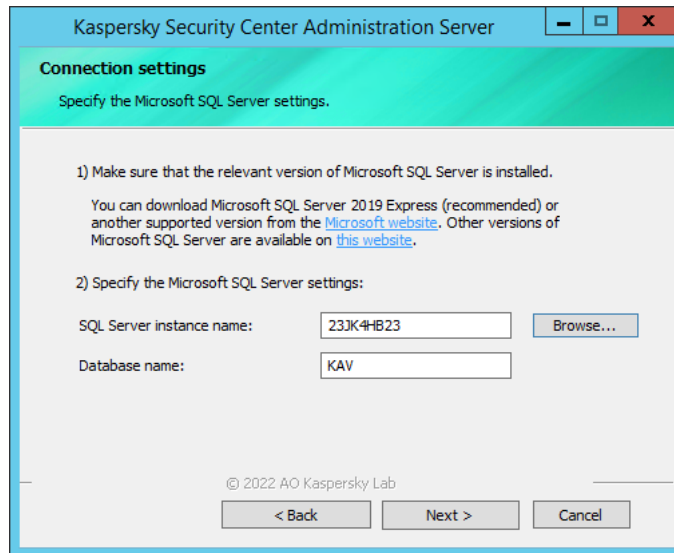 Kaspersky Security Center Administration Server
Connection settings
Specify the Microsoft SQL Server settings.
1) Make sure that the relevant version of Microsoft SQL Server is installed.
You can download Microsoft SQL Server 2019 Express (recommended) or
another supported version from the Microsoft website. Other versions of
Microsoft SQL Server are available on this website.
2) Specify the Microsoft SQL Server settings:
SQL Server instance name: 23JK4HB23 Browse...
Database name: KAV
© 2022 AO Kaspersky Lab
< Back Next > Cancel